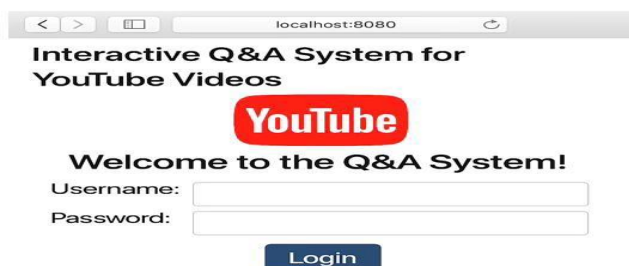 localhost:8080
Interactive Q&A System for
YouTube Videos
YouTube
Welcome to the Q&A System!
Username:
Password:
Login